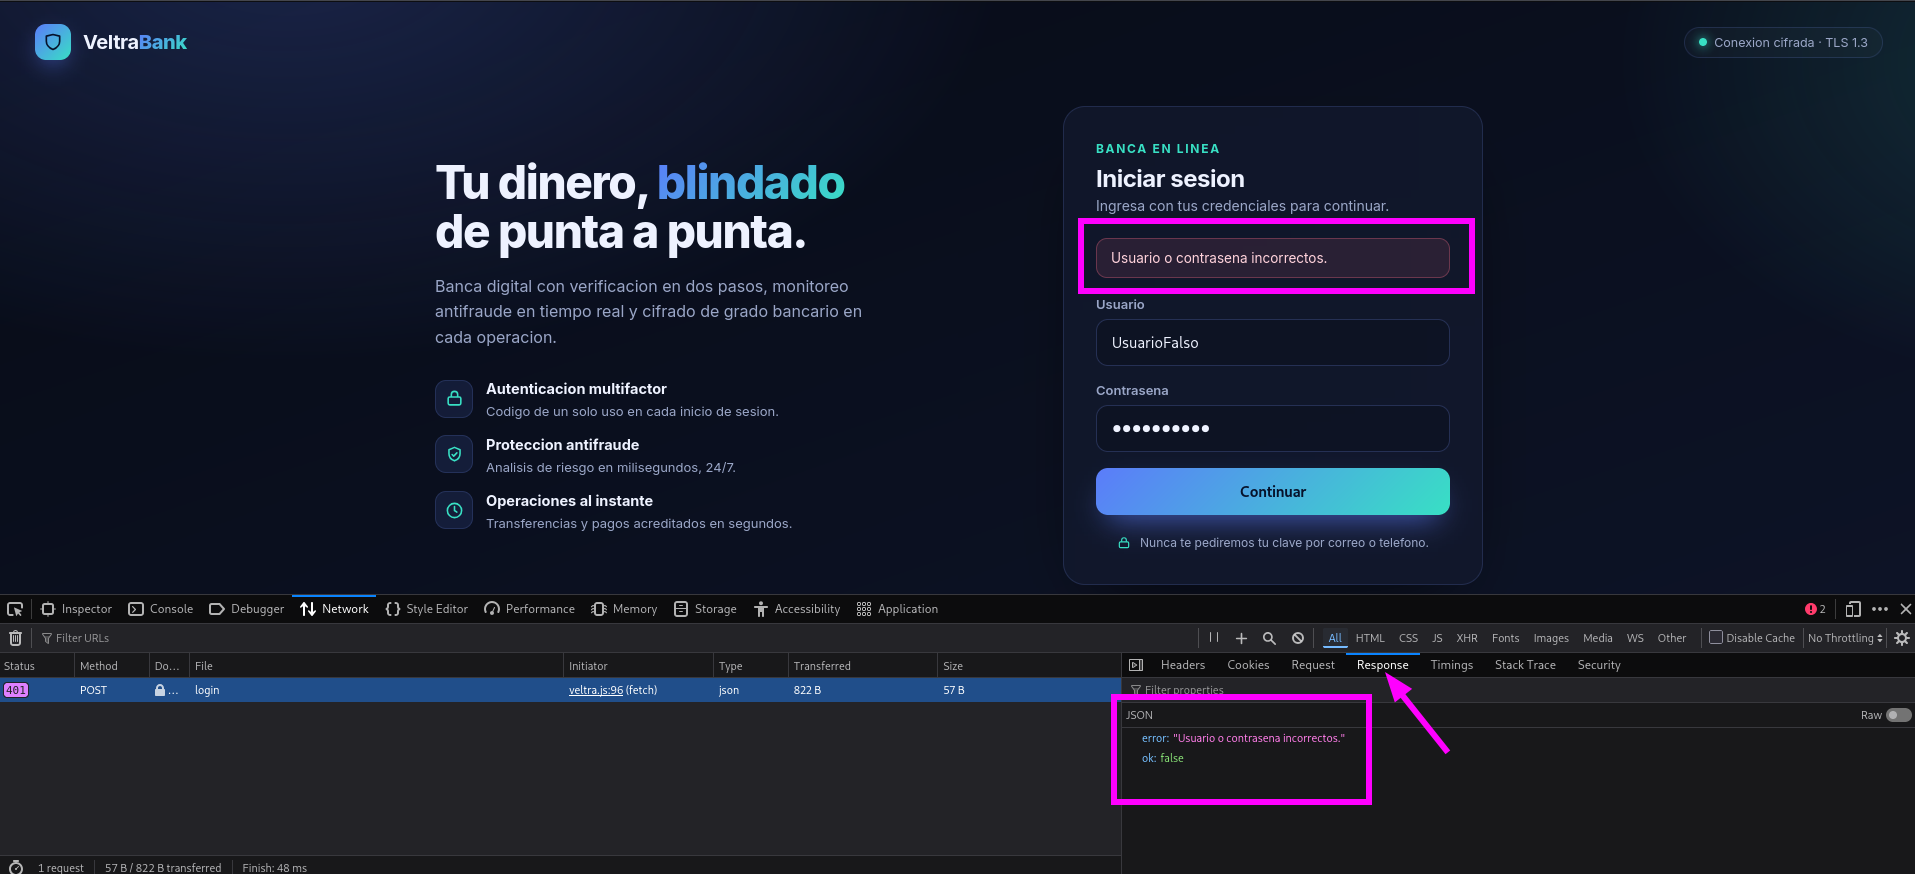 VeltraBank
Conexion cifrada · TLS 1.3
Tu dinero, blindado
de punta a punta.
Banca digital con verificacion en dos pasos, monitoreo
antifraude en tiempo real y cifrado de grado bancario en
cada operacion.
Autenticacion multifactor
Codigo de un solo uso en cada inicio de sesion.
Proteccion antifraude
Analisis de riesgo en milisegundos, 24/7.
Operaciones al instante
Transferencias y pagos acreditados en segundos.
BANCA EN LINEA
Iniciar sesion
Ingresa con tus credenciales para continuar.
Usuario o contrasena incorrectos.
Usuario
UsuarioFalso
Contrasena
Continuar
Nunca te pediremos tu clave por correo o telefono.
Inspector Console Debugger Network Style Editor Performance Memory Storage Accessibility Application 2
Filter URLs All HTML CSS JS XHR Fonts Images Media WS Other Disable Cache No Throttling
Status Method Do... File Initiator Type Transferred Size
401 POST ... login veltra.js:96 (fetch) json 822 B 57 B
Headers Cookies Request Response Timings Stack Trace Security
Filter properties
JSON Raw
error: "Usuario o contrasena incorrectos."
ok: false
1 request 57 B / 822 B transferred Finish: 48 ms